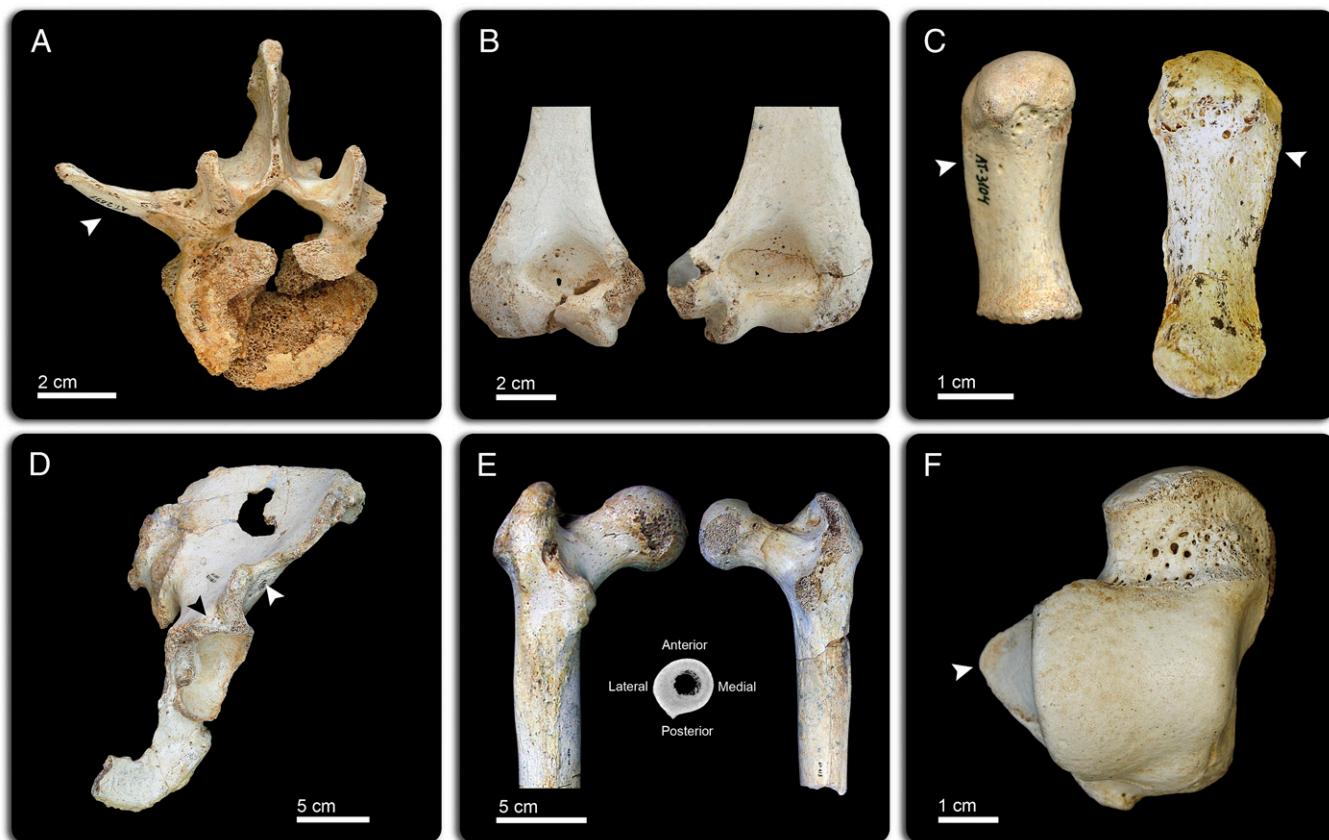 A
2 cm
B
2 cm
C
AT-3104
1 cm
D
5 cm
E
Anterior
Lateral
Medial
Posterior
5 cm
F
1 cm